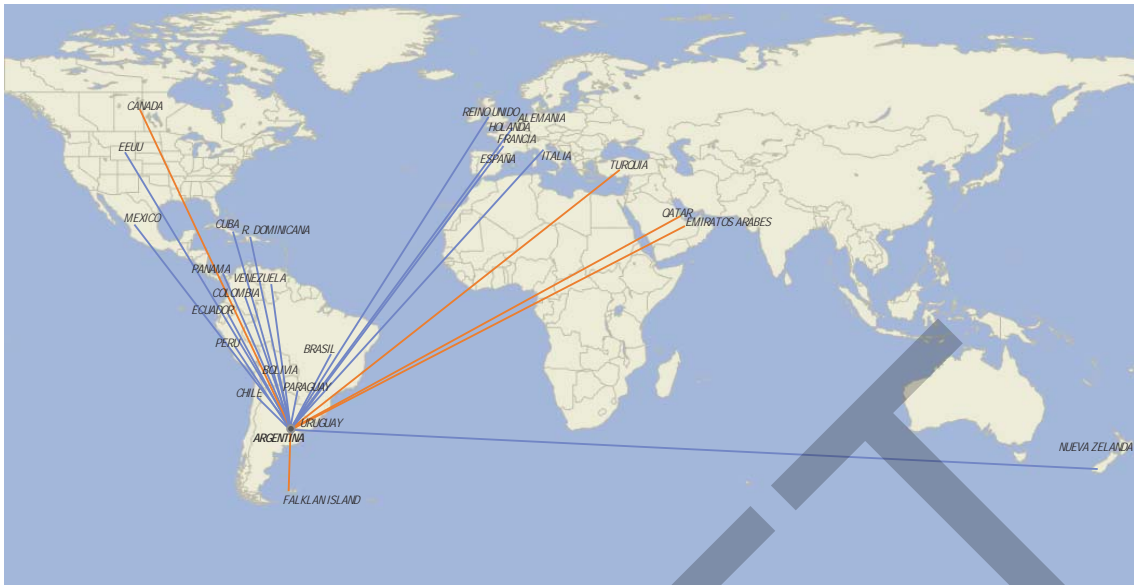 CANADA
REINO UNIDO
ALEMANIA
HOLANDA
FRANCIA
EEUU
ESPAÑA
ITALIA
TURQUIA
MEXICO
CUBA
R. DOMINICANA
QATAR
EMIRATOS ARABES
PANAMA
VENEZUELA
COLOMBIA
ECUADOR
PERU
BRASIL
BOLIVIA
PARAGUAY
CHILE
URUGUAY
ARGENTINA
NUEVA ZELANDA
FALKLAN ISLAND